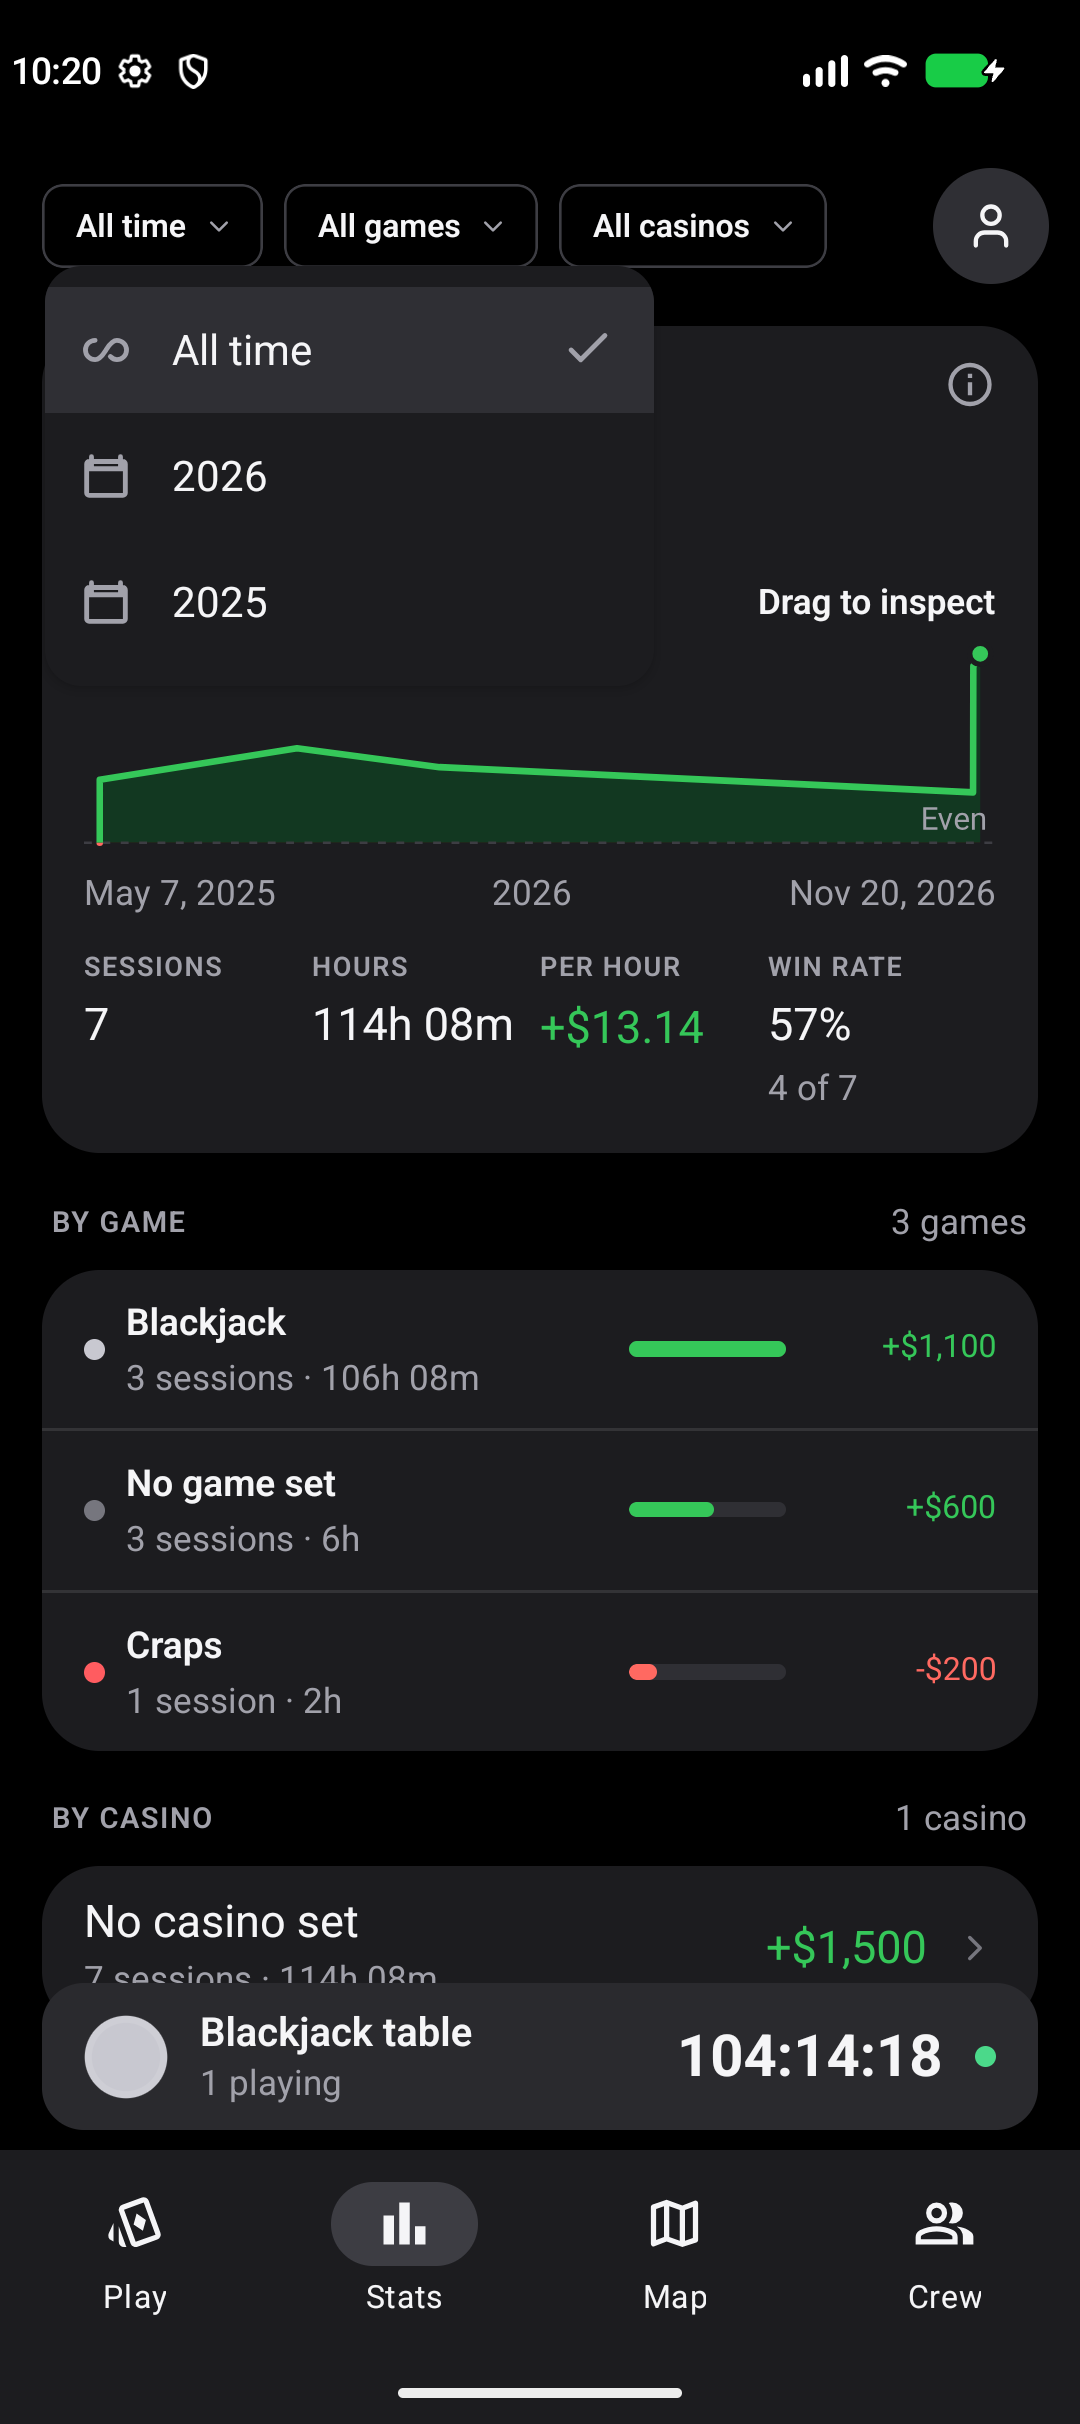 10:20
All time
All games
All casinos
All time
2026
2025
Drag to inspect
Even
May 7, 2025
2026
Nov 20, 2026
SESSIONS
HOURS
PER HOUR
WIN RATE
7
114h 08m
+$13.14
57%
4 of 7
BY GAME
3 games
Blackjack
3 sessions · 106h 08m
+$1,100
No game set
3 sessions · 6h
+$600
Craps
1 session · 2h
-$200
BY CASINO
1 casino
No casino set
7 sessions · 114h 08m
+$1,500
Blackjack table
1 playing
104:14:18
Play
Stats
Map
Crew